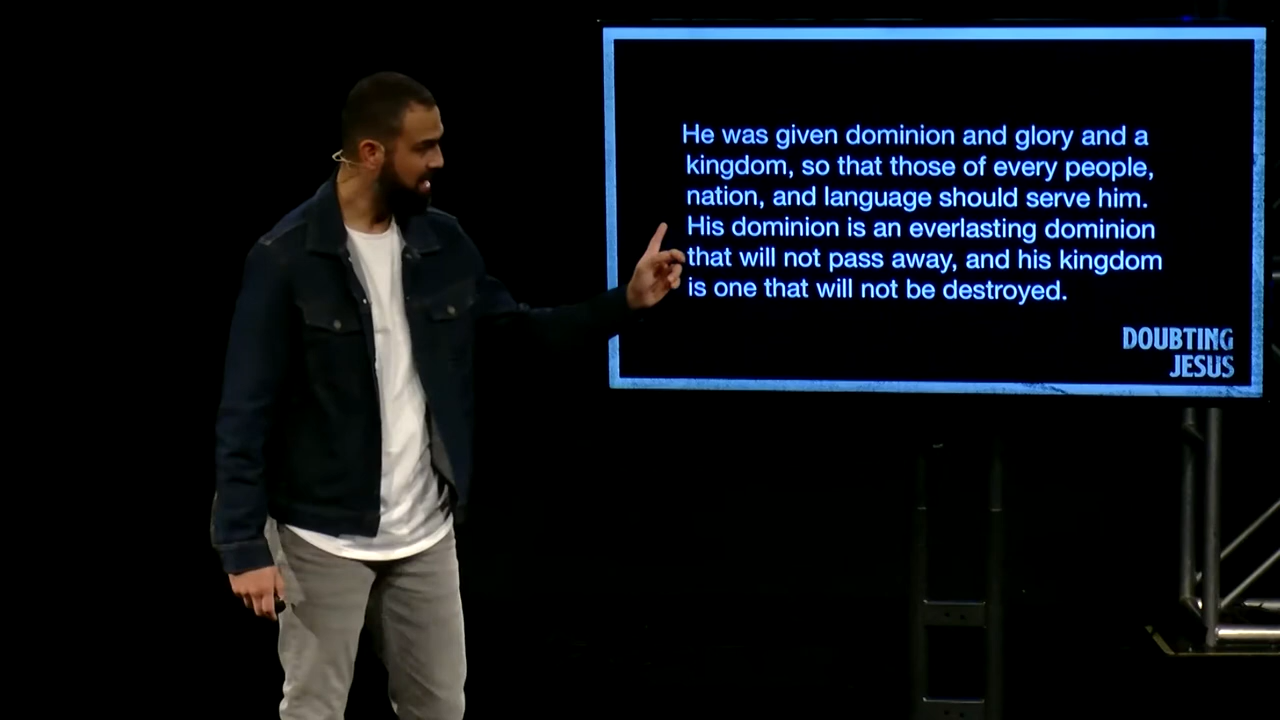 He was given dominion and glory and a
kingdom, so that those of every people,
nation, and language should serve him.
His dominion is an everlasting dominion
that will not pass away, and his kingdom
is one that will not be destroyed.
DOUBTING
JESUS